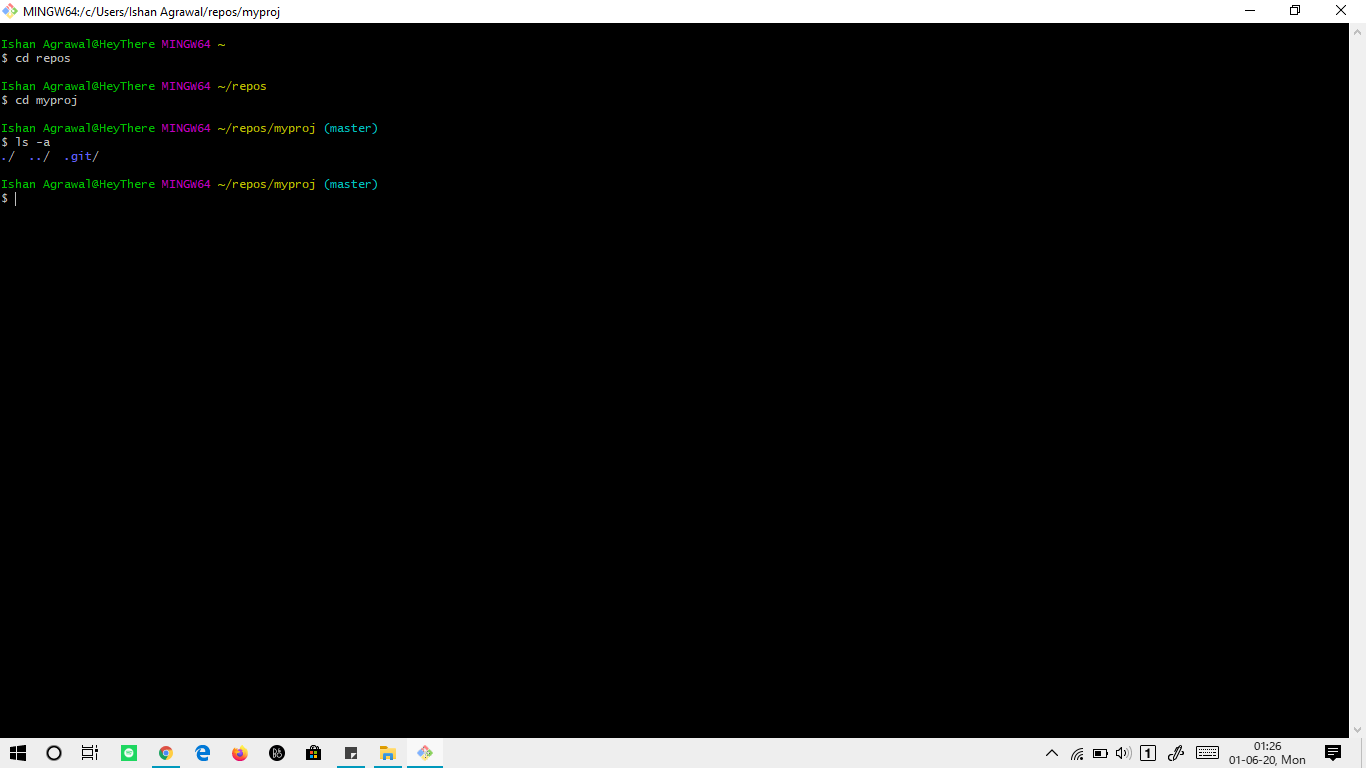 MINGW64:/c/Users/Ishan Agrawal/repos/myproj
Ishan Agrawal@HeyThere MINGW64 ~
$ cd repos
Ishan Agrawal@HeyThere MINGW64 ~/repos
$ cd myproj
Ishan Agrawal@HeyThere MINGW64 ~/repos/myproj (master)
$ ls -a
./  ../  .git/
Ishan Agrawal@HeyThere MINGW64 ~/repos/myproj (master)
$
1
01:26
01-06-20, Mon